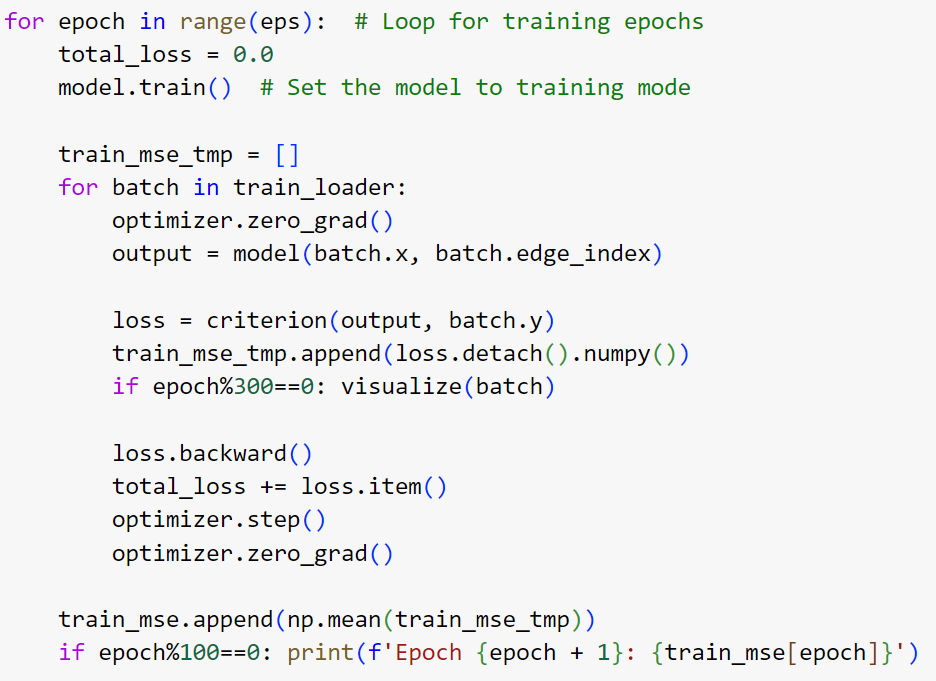 for epoch in range(eps):  # Loop for training epochs
    total_loss = 0.0
    model.train()  # Set the model to training mode

    train_mse_tmp = []
    for batch in train_loader:
        optimizer.zero_grad()
        output = model(batch.x, batch.edge_index)

        loss = criterion(output, batch.y)
        train_mse_tmp.append(loss.detach().numpy())
        if epoch%300==0: visualize(batch)

        loss.backward()
        total_loss += loss.item()
        optimizer.step()
        optimizer.zero_grad()

    train_mse.append(np.mean(train_mse_tmp))
    if epoch%100==0: print(f'Epoch {epoch + 1}: {train_mse[epoch]}')